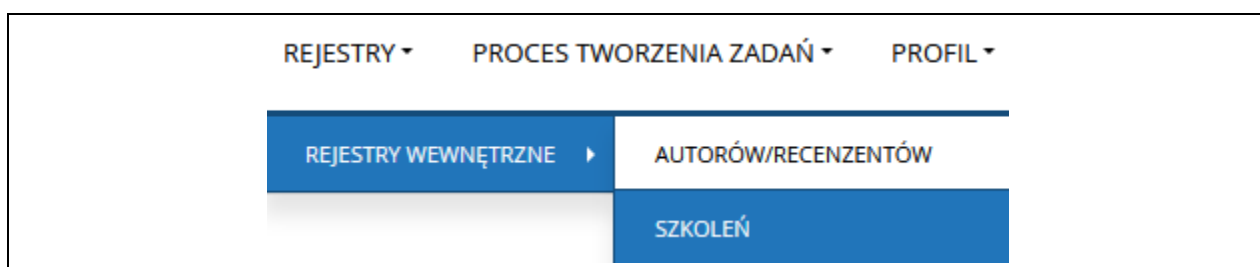 REJESTRY PROCES TWORZENIA ZADAŃ PROFIL
REJESTRY WEWNĘTRZNE AUTORÓW/RECENZENTÓW
SZKOLEŃ